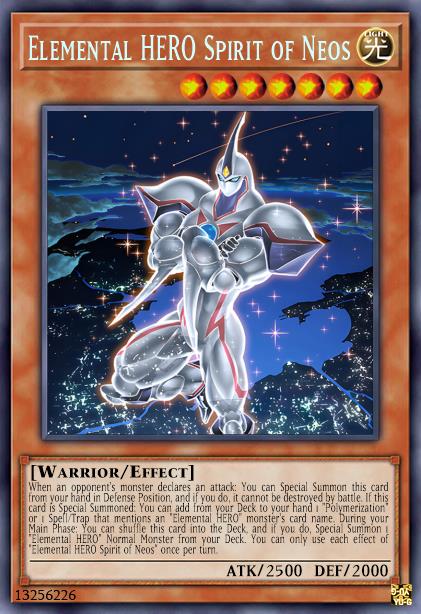 Elemental HERO Spirit of Neos
LIGHT
光
[Warrior/Effect]
When an opponent's monster declares an attack: You can Special Summon this card
from your hand in Defense Position, and if you do, it cannot be destroyed by battle. If this
card is Special Summoned: You can add from your Deck to your hand 1 "Polymerization"
or 1 Spell/Trap that mentions an "Elemental HERO" monster's card name. During your
Main Phase: You can shuffle this card into the Deck, and if you do, Special Summon 1
"Elemental HERO" Normal Monster from your Deck. You can only use each effect of
"Elemental HERO Spirit of Neos" once per turn.
ATK/2500 DEF/2000
13256226